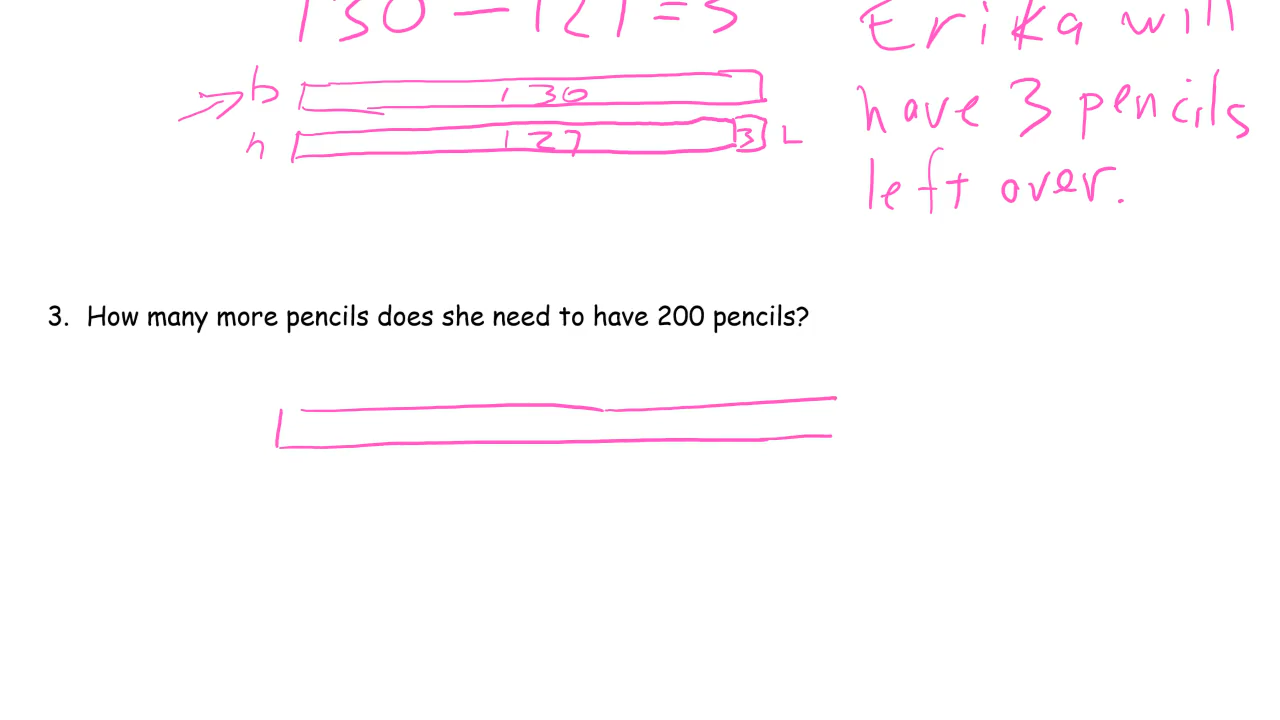 130 - 127 = 3
Erika will
b 130
have 3 pencils
n 127 3 L
left over.
3. How many more pencils does she need to have 200 pencils?